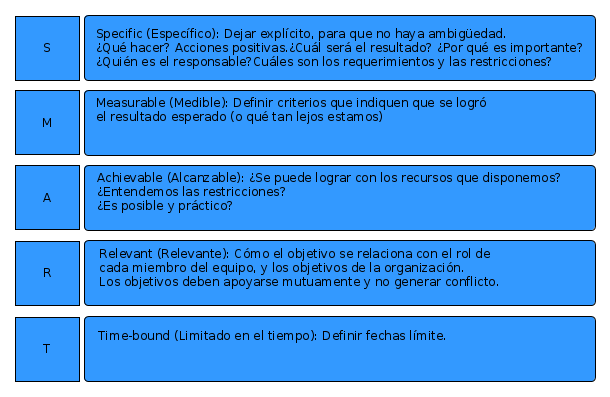 S
Specific (Específico): Dejar explícito, para que no haya ambigüedad.
¿Qué hacer? Acciones positivas.¿Cuál será el resultado? ¿Por qué es importante?
¿Quién es el responsable?Cuáles son los requerimientos y las restricciones?
M
Measurable (Medible): Definir criterios que indiquen que se logró
el resultado esperado (o qué tan lejos estamos)
A
Achievable (Alcanzable): ¿Se puede lograr con los recursos que disponemos?
¿Entendemos las restricciones?
¿Es posible y práctico?
R
Relevant (Relevante): Cómo el objetivo se relaciona con el rol de
cada miembro del equipo, y los objetivos de la organización.
Los objetivos deben apoyarse mutuamente y no generar conflicto.
T
Time-bound (Limitado en el tiempo): Definir fechas límite.